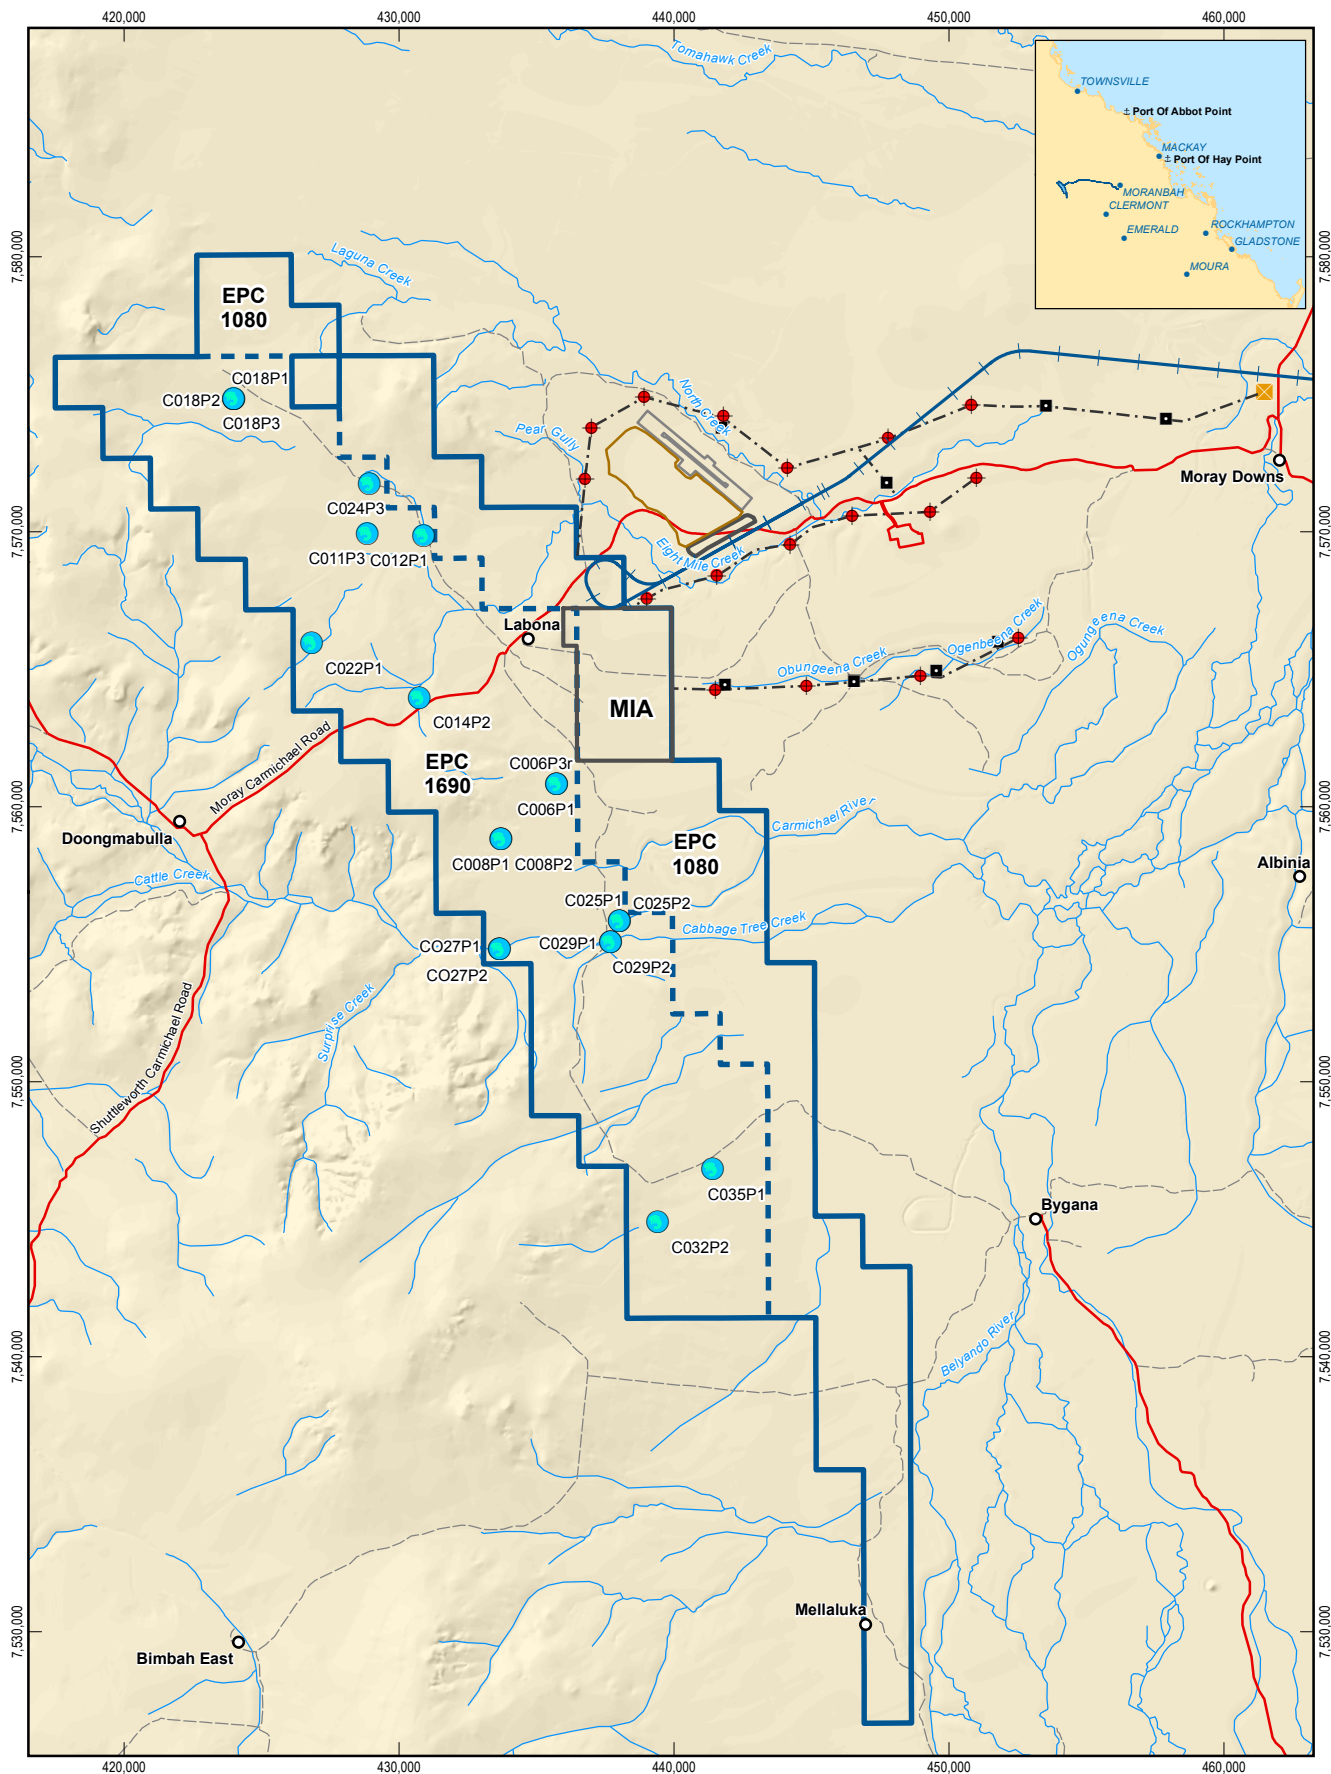 420,000
430,000
440,000
450,000
460,000
Tomahawk Creek
TOWNSVILLE
Port Of Abbot Point
MACKAY
Port Of Hay Point
MORANBAH
CLERMONT
EMERALD
ROCKHAMPTON
GLADSTONE
MOURA
7,580,000
7,580,000
Laguna Creek
EPC
1080
C018P1
C018P2
C018P3
North Creek
Pear Gully
Moray Downs
C024P3
7,570,000
7,570,000
C011P3
C012P1
Eight Mile Creek
Labona
Ogenbeena Creek
Ogungeena Creek
Obungeena Creek
C022P1
MIA
C014P2
Moray Carmichael Road
EPC
1690
C006P3r
C006P1
7,560,000
7,560,000
Carmichael River
Doongmabulla
EPC
1080
C008P1
C008P2
Albinia
Cattle Creek
C025P1
C025P2
Cabbage Tree Creek
CO27P1
C029P1
CO27P2
C029P2
Surprise Creek
Shuttleworth Carmichael Road
7,550,000
7,550,000
C035P1
Bygana
C032P2
Belyando River
7,540,000
7,540,000
Mellaluka
7,530,000
7,530,000
Bimbah East
420,000
430,000
440,000
450,000
460,000